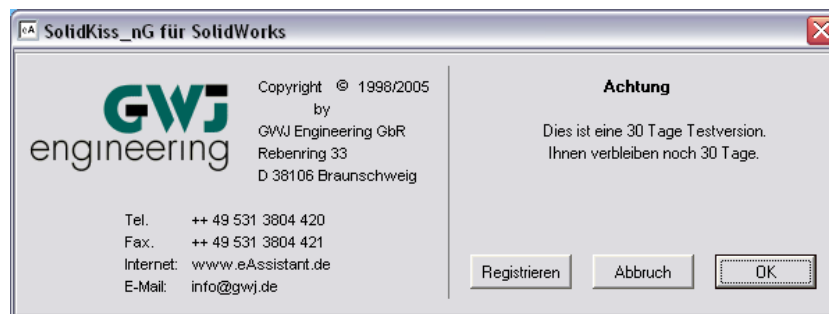 eA SolidKiss_nG für SolidWorks
GWJ
engineering
Copyright © 1998/2005
by
GWJ Engineering GbR
Rebenring 33
D 38106 Braunschweig
Tel. ++ 49 531 3804 420
Fax. ++ 49 531 3804 421
Internet: www.eAssistant.de
E-Mail: info@gwj.de
Achtung
Dies ist eine 30 Tage Testversion.
Ihnen verbleiben noch 30 Tage.
Registrieren Abbruch OK